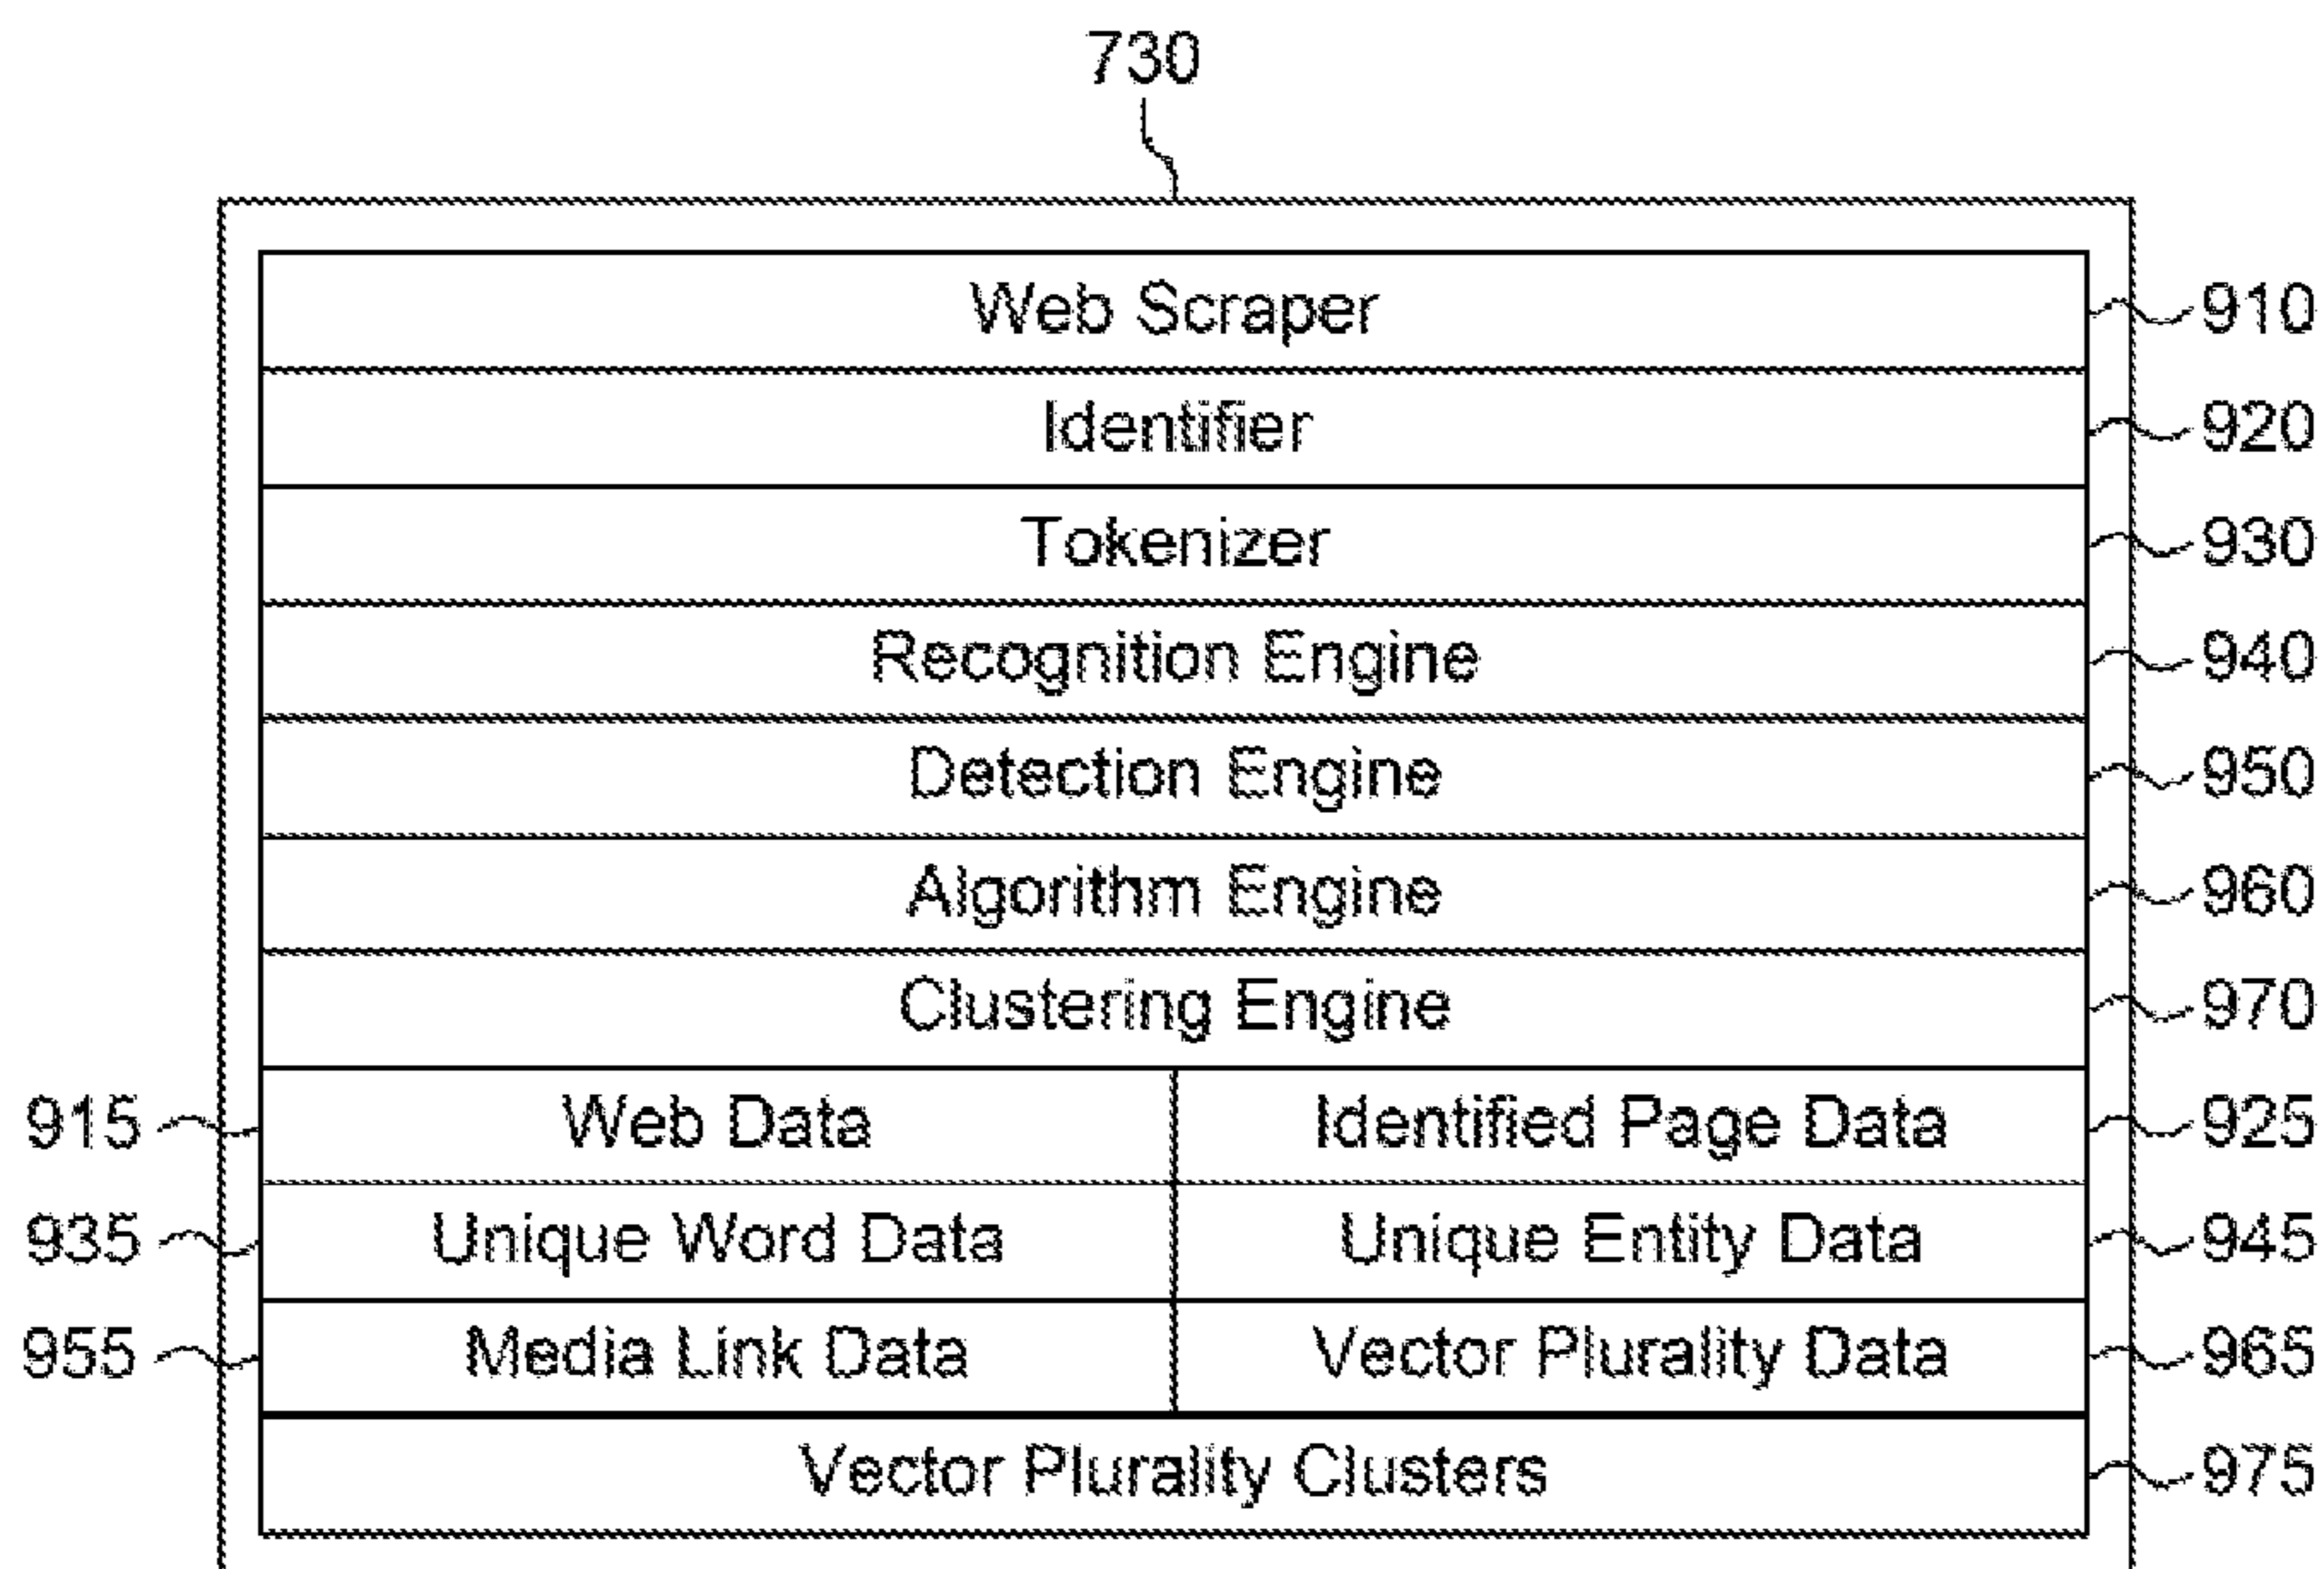 730
Web Scraper 910
Identifier 920
Tokenizer 930
Recognition Engine 940
Detection Engine 950
Algorithm Engine 960
Clustering Engine 970
915 Web Data Identified Page Data 925
935 Unique Word Data Unique Entity Data 945
955 Media Link Data Vector Plurality Data 965
Vector Plurality Clusters 975